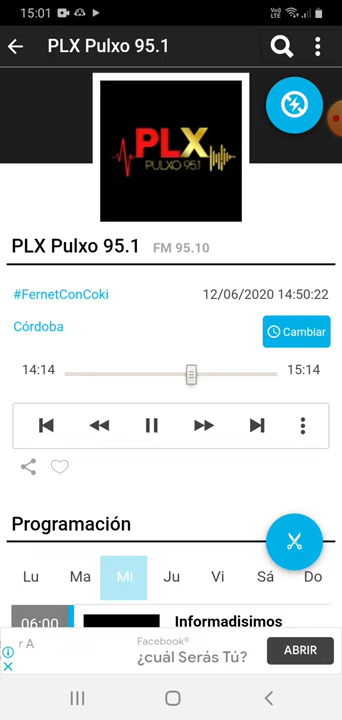 15:01
Vo)) LTE
PLX Pulxo 95.1
PLX
PULXO 95.1
PLX Pulxo 95.1 FM 95.10
#FernetConCoki 12/06/2020 14:50:22
Córdoba Cambiar
14:14 15:14
Programación
Lu Ma Mi Ju Vi Sá Do
06:00 Informadisimos
r A
Facebook®
¿cuál Serás Tú?
ABRIR